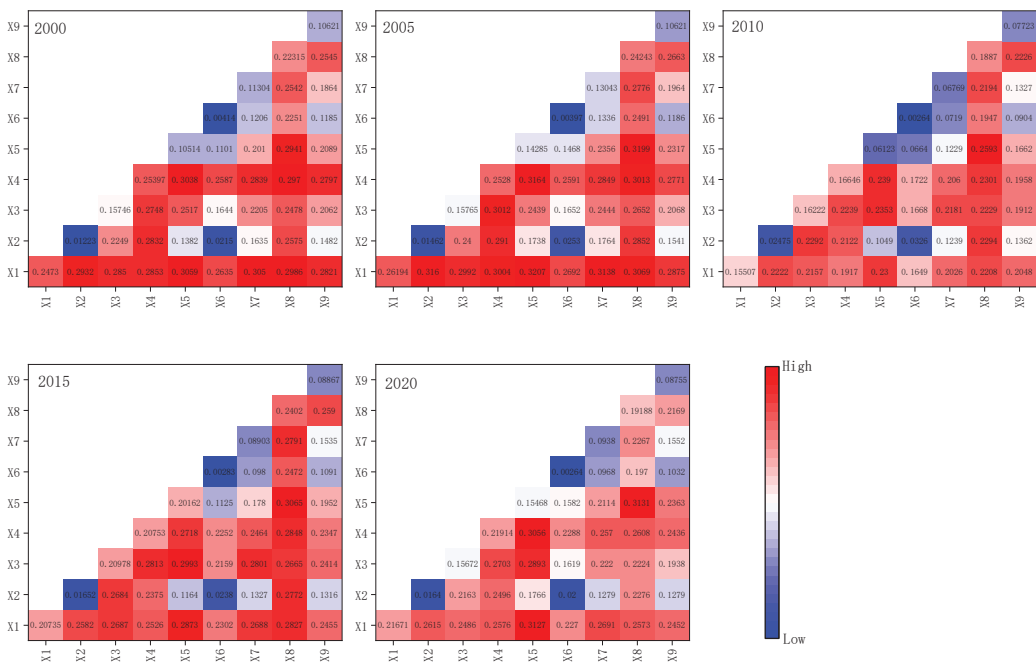 2000
X9 0.10621
X8 0.22315 0.2545
X7 0.11304 0.2542 0.1864
X6 0.00414 0.1206 0.2251 0.1185
X5 0.10514 0.1101 0.201 0.2941 0.2089
X4 0.25397 0.3038 0.2587 0.2839 0.297 0.2797
X3 0.15746 0.2748 0.2517 0.1644 0.2205 0.2478 0.2062
X2 0.01223 0.2249 0.2832 0.1382 0.0215 0.1635 0.2575 0.1482
X1 0.2473 0.2932 0.285 0.2853 0.3059 0.2635 0.305 0.2986 0.2821
X1 X2 X3 X4 X5 X6 X7 X8 X9
2005
X9 0.10621
X8 0.24243 0.2663
X7 0.13043 0.2776 0.1964
X6 0.00397 0.1336 0.2491 0.1186
X5 0.14285 0.1468 0.2356 0.3199 0.2317
X4 0.2528 0.3164 0.2591 0.2849 0.3013 0.2771
X3 0.15765 0.3012 0.2439 0.1652 0.2444 0.2652 0.2068
X2 0.01462 0.24 0.291 0.1738 0.0253 0.1764 0.2852 0.1541
X1 0.26194 0.316 0.2992 0.3004 0.3207 0.2692 0.3138 0.3069 0.2875
X1 X2 X3 X4 X5 X6 X7 X8 X9
2010
X9 0.07723
X8 0.1887 0.2226
X7 0.06769 0.2194 0.1327
X6 0.00264 0.0719 0.1947 0.0904
X5 0.06123 0.0664 0.1229 0.2593 0.1662
X4 0.16646 0.239 0.1722 0.206 0.2301 0.1958
X3 0.16222 0.2239 0.2353 0.1668 0.2181 0.2229 0.1912
X2 0.02475 0.2292 0.2122 0.1049 0.0326 0.1239 0.2294 0.1362
X1 0.15507 0.2222 0.2157 0.1917 0.23 0.1649 0.2026 0.2208 0.2048
X1 X2 X3 X4 X5 X6 X7 X8 X9
2015
X9 0.08867
X8 0.2402 0.259
X7 0.08903 0.2791 0.1535
X6 0.00283 0.098 0.2472 0.1091
X5 0.20162 0.1125 0.178 0.3065 0.1952
X4 0.20753 0.2718 0.2252 0.2464 0.2848 0.2347
X3 0.20978 0.2813 0.2993 0.2159 0.2801 0.2665 0.2414
X2 0.01652 0.2684 0.2375 0.1164 0.0238 0.1327 0.2772 0.1316
X1 0.20735 0.2582 0.2687 0.2526 0.2873 0.2302 0.2688 0.2827 0.2455
X1 X2 X3 X4 X5 X6 X7 X8 X9
2020
X9 0.08755
X8 0.19188 0.2169
X7 0.0938 0.2267 0.1552
X6 0.00264 0.0968 0.197 0.1032
X5 0.15468 0.1582 0.2114 0.3131 0.2363
X4 0.21914 0.3056 0.2288 0.257 0.2608 0.2436
X3 0.15672 0.2703 0.2893 0.1619 0.222 0.2224 0.1938
X2 0.0164 0.2163 0.2496 0.1766 0.02 0.1279 0.2276 0.1279
X1 0.21671 0.2615 0.2486 0.2576 0.3127 0.227 0.2691 0.2573 0.2452
X1 X2 X3 X4 X5 X6 X7 X8 X9
High
Low